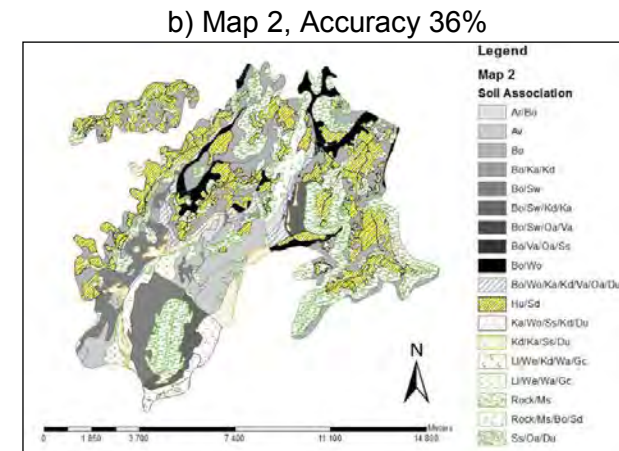 b) Map 2, Accuracy 36%
Legend
Map 2
Soil Association
Ar/Bo
Av
Bo
Bo/Ka/Kd
Bo/Sw
Bo/Sw/Kd/Ka
Bo/Sw/Oa/Va
Bo/Va/Oa/Ss
Bo/Wo
Bo/Wo/Ka/Kd/Va/Oa/Du
Hu/Sd
Ka/Wo/Ss/Kd/Du
Kd/Ka/Ss/Du
Ll/We/Kd/Wa/Gc
Ll/We/Wa/Gc
Rock/Ms
Rock/Ms/Bo/Sd
Ss/Oa/Du
N
Meters
0 1 850 3 700 7 400 11 100 14 800